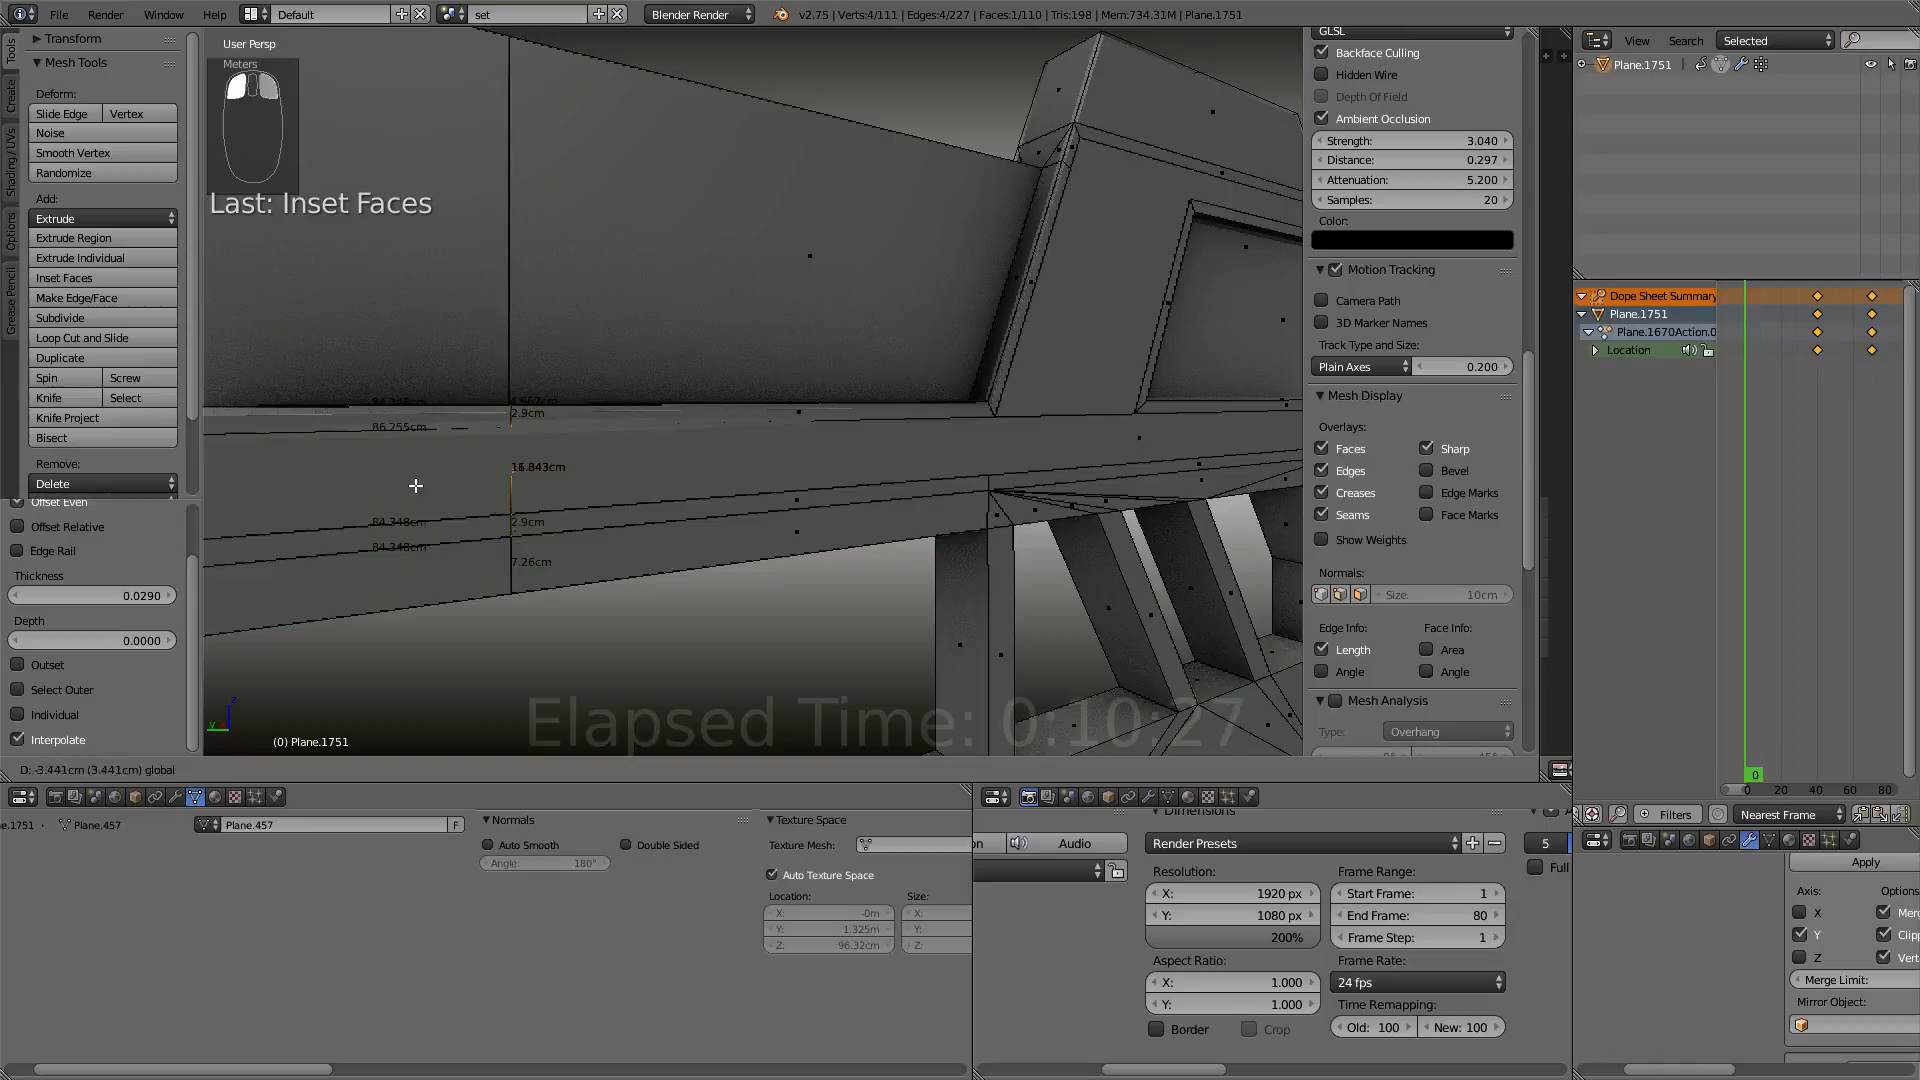 File Render Window Help Default set Blender Render v2.75 | Verts:4/111 | Edges:4/227 | Faces:1/110 | Tris:198 | Mem:734.31M | Plane.1751
Tools
Create
Shading / UVs
Options
Grease Pencil
Transform
Mesh Tools
Deform:
Slide Edge Vertex
Noise
Smooth Vertex
Randomize
Add:
Extrude
Extrude Region
Extrude Individual
Inset Faces
Make Edge/Face
Subdivide
Loop Cut and Slide
Duplicate
Spin Screw
Knife Select
Knife Project
Bisect
Remove:
Delete
Offset Even
Offset Relative
Edge Rail
Thickness
0.0290
Depth
0.0000
Outset
Select Outer
Individual
Interpolate
User Persp
Meters
Last: Inset Faces
2.9cm
86.255cm
84.348cm
2.9cm
84.348cm
7.26cm
z
y
(0) Plane.1751
Elapsed Time: 0:10:27
D: -3.441cm (3.441cm) global
GLSL
Backface Culling
Hidden Wire
Depth Of Field
Ambient Occlusion
Strength: 3.040
Distance: 0.297
Attenuation: 5.200
Samples: 20
Color:
Motion Tracking
Camera Path
3D Marker Names
Track Type and Size:
Plain Axes 0.200
Mesh Display
Overlays:
Faces Sharp
Edges Bevel
Creases Edge Marks
Seams Face Marks
Show Weights
Normals:
Size: 10cm
Edge Info: Face Info:
Length Area
Angle Angle
Mesh Analysis
Type: Overhang
View Search Selected
Plane.1751
Dope Sheet Summary
Plane.1751
Plane.1670Action.0
Location
0
0 20 40 60 80
Filters Nearest Frame
e.1751 Plane.457
Plane.457 F
Normals
Auto Smooth Double Sided
Angle: 180°
Texture Space
Texture Mesh:
Auto Texture Space
Location: Size:
X: -0m X:
Y: 1.325m Y:
Z: 96.32cm Z:
Dimensions
on Audio
Render Presets
5
Full
Resolution: Frame Range:
X: 1920 px Start Frame: 1
Y: 1080 px End Frame: 80
200% Frame Step: 1
Aspect Ratio: Frame Rate:
X: 1.000 24 fps
Y: 1.000 Time Remapping:
Border Crop Old: 100 New: 100
Apply
Axis: Options
X Merg
Y Clipp
Z Vert
Merge Limit:
Mirror Object: